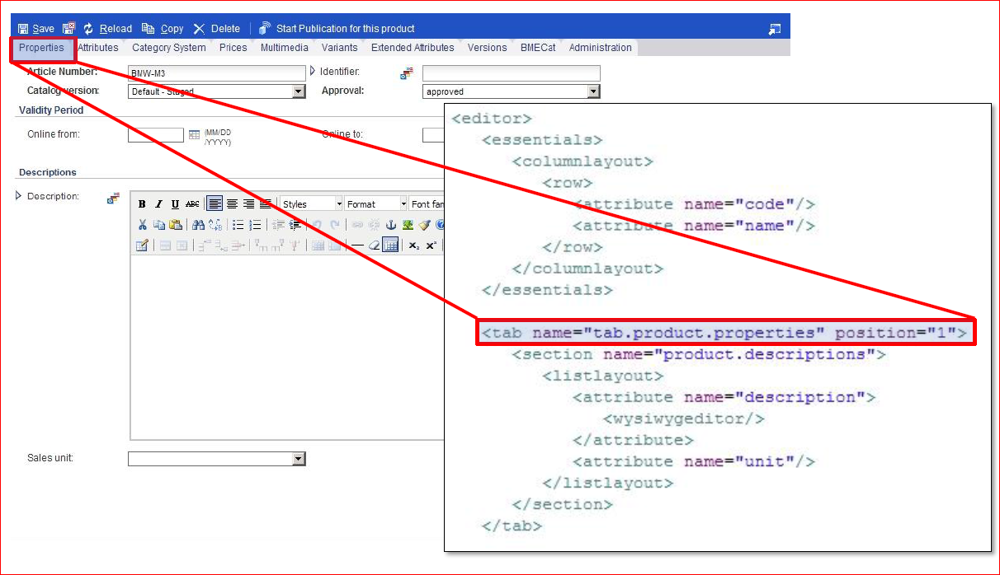 Save Reload Copy Delete Start Publication for this product
Properties Attributes Category System Prices Multimedia Variants Extended Attributes Versions BMECat Administration
Article Number: BMW-M3 Identifier:
Catalog version: Default - Staged Approval: approved
Validity Period
Online from: (MM/DD
/YYYY) Online to:
Descriptions
Description:
B I U ABC Styles Format Font fam
Sales unit:
<editor>
<essentials>
<columnlayout>
<row>
<attribute name="code"/>
<attribute name="name"/>
</row>
</columnlayout>
</essentials>
<tab name="tab.product.properties" position="1">
<section name="product.descriptions">
<listlayout>
<attribute name="description">
<wysiwygeditor/>
</attribute>
<attribute name="unit"/>
</listlayout>
</section>
</tab>